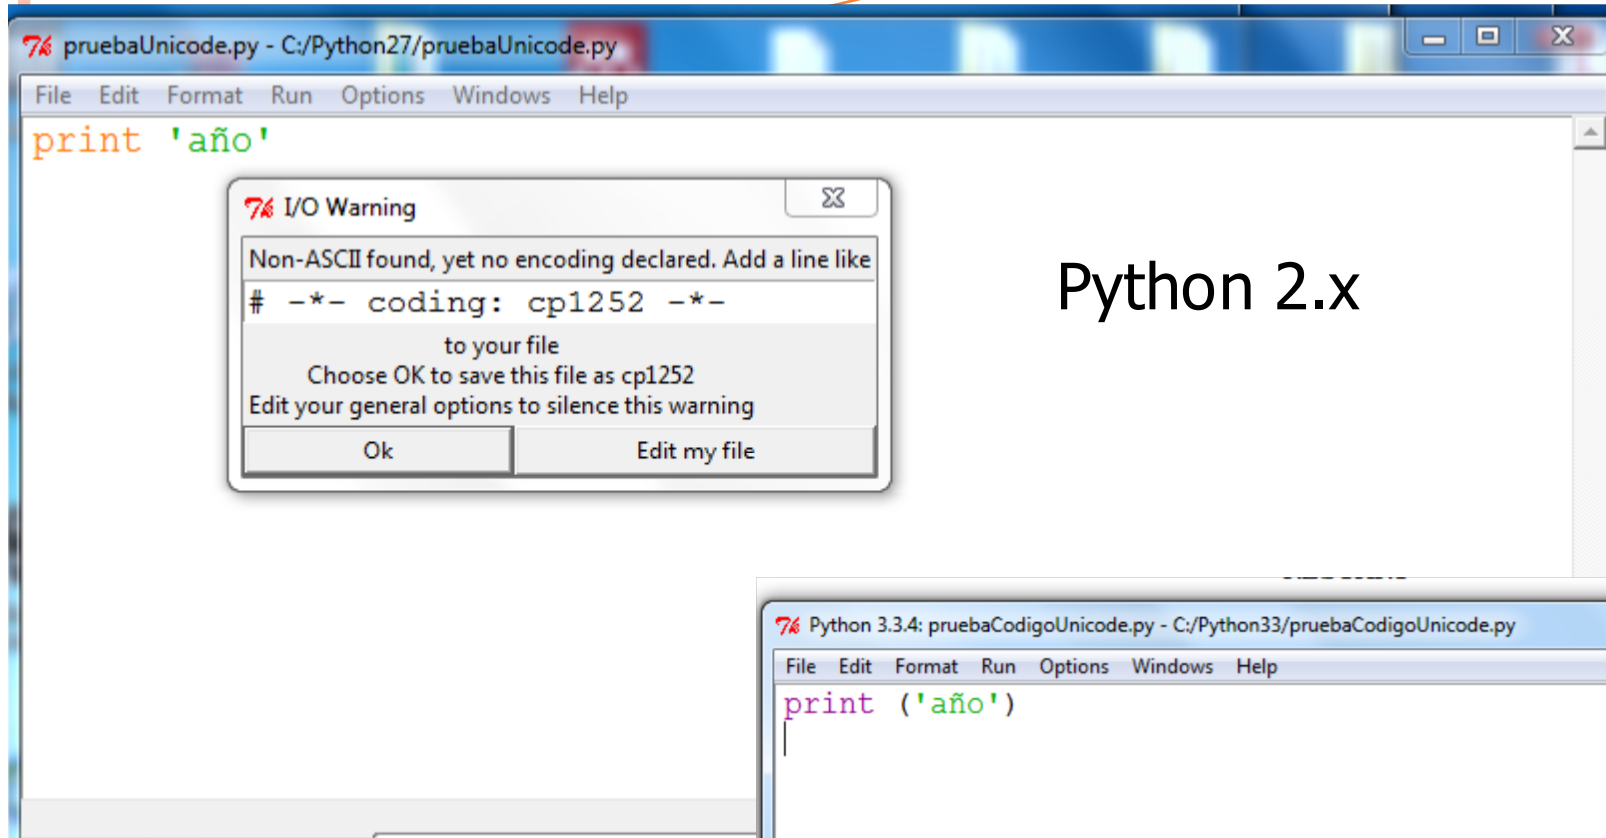 pruebaUnicode.py - C:/Python27/pruebaUnicode.py
File Edit Format Run Options Windows Help
print 'año'
I/O Warning
Non-ASCII found, yet no encoding declared. Add a line like
# -*- coding: cp1252 -*-
to your file
Choose OK to save this file as cp1252
Edit your general options to silence this warning
Ok Edit my file
Python 2.x
Python 3.3.4: pruebaCodigoUnicode.py - C:/Python33/pruebaCodigoUnicode.py
File Edit Format Run Options Windows Help
print ('año')